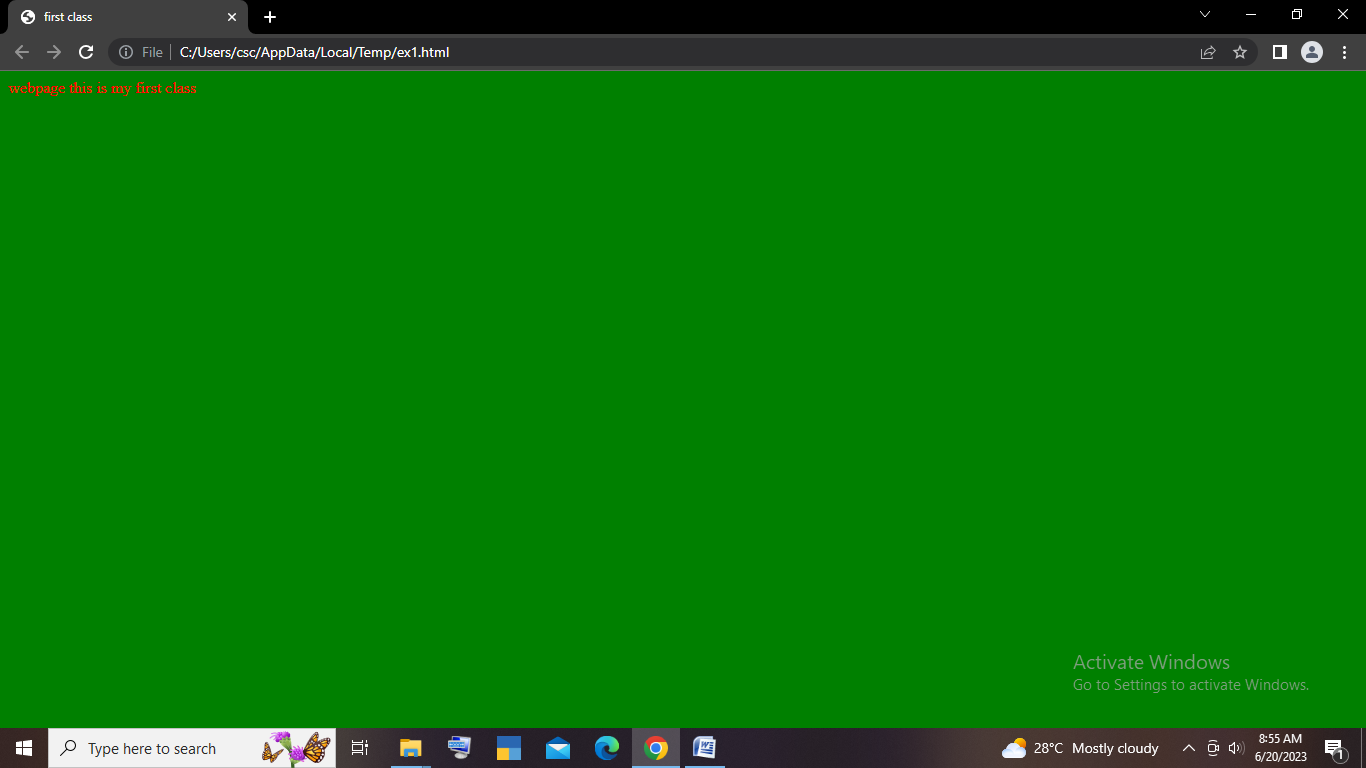 first class
File
C:/Users/csc/AppData/Local/Temp/ex1.html
webpage this is my first class
Activate Windows
Go to Settings to activate Windows.
Type here to search
28°C Mostly cloudy
8:55 AM
6/20/2023
1